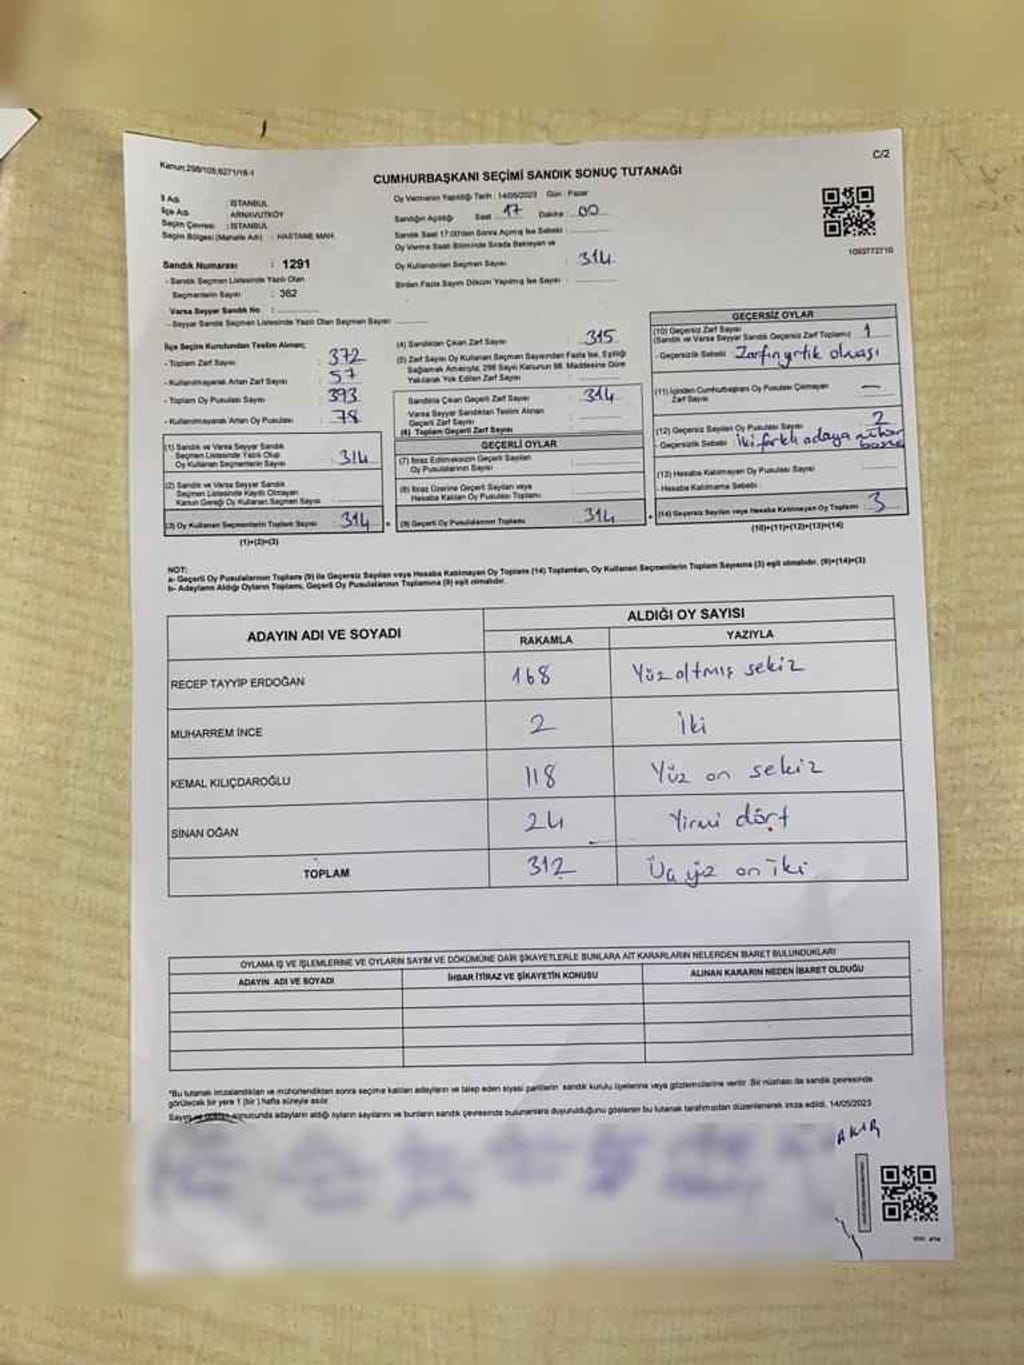 Kanun:298/105,6271/18-1
C/2
CUMHURBAŞKANI SEÇİMİ SANDIK SONUÇ TUTANAĞI
İl Adı : İSTANBUL
İlçe Adı : ARNAVUTKÖY
Seçim Çevresi : İSTANBUL
Seçim Bölgesi (Mahalle Adı) : HASTANE MAH.
Sandık Numarası : 1291
- Sandık Seçmen Listesinde Yazılı Olan
Seçmenlerin Sayısı : 362
Varsa Seyyar Sandık No :
- Seyyar Sandık Seçmen Listesinde Yazılı Olan Seçmen Sayısı :
Oy Vermenin Yapıldığı Tarih : 14/05/2023 Gün : Pazar
Sandığın Açıldığı Saat 17 Dakika 00
Sandık Saat 17:00'den Sonra Açılmış İse Sebebi :
Oy Verme Saati Bitiminde Sırada Bekleyen ve
Oy Kullandırılan Seçmen Sayısı : 314
Birden Fazla Sayım Döküm Yapılmış İse Sayısı :
1093772710
İlçe Seçim Kurulundan Teslim Alınan;
- Toplam Zarf Sayısı : 372
- Kullanılmayarak Artan Zarf Sayısı : 57
- Toplam Oy Pusulası Sayısı : 393
- Kullanılmayarak Artan Oy Pusulası : 78
(1) Sandık ve Varsa Seyyar Sandık
Seçmen Listesinde Yazılı Olup
Oy Kullanan Seçmenlerin Sayısı : 314
(2) Sandık ve Varsa Seyyar Sandık
Seçmen Listesinde Kayıtlı Olmayan
Kanun Gereği Oy Kullanan Seçmen Sayısı :
(3) Oy Kullanan Seçmenlerin Toplam Sayısı : 314
(1)+(2)=(3)
(4) Sandıktan Çıkan Zarf Sayısı : 315
(5) Zarf Sayısı Oy Kullanan Seçmen Sayısından Fazla İse, Eşitliği
Sağlamak Amacıyla, 298 Sayılı Kanunun 98. Maddesine Göre
Yakılarak Yok Edilen Zarf Sayısı :
Sandıkta Çıkan Geçerli Zarf Sayısı : 314
Varsa Seyyar Sandıktan Teslim Alınan
Geçerli Zarf Sayısı :
(6) Toplam Geçerli Zarf Sayısı :
GEÇERLİ OYLAR
(7) İtiraz Edilmeksizin Geçerli Sayılan
Oy Pusulalarının Sayısı :
(8) İtiraz Üzerine Geçerli Sayılan veya
Hesaba Katılan Oy Pusulası Toplamı :
(9) Geçerli Oy Pusulalarının Toplamı : 314
GEÇERSİZ OYLAR
(10) Geçersiz Zarf Sayısı
(Sandık ve Varsa Seyyar Sandık Geçersiz Zarf Toplamı) : 1
- Geçersizlik Sebebi : Zarfın yırtık olması
(11) İçinden Cumhurbaşkanı Oy Pusulası Çıkmayan
Zarf Sayısı : —
(12) Geçersiz Sayılan Oy Pusulası Sayısı : 2
- Geçersizlik Sebebi : İki farklı adaya mühür
(13) Hesaba Katılmayan Oy Pusulası Sayısı :
- Hesaba Katılmama Sebebi :
(14) Geçersiz Sayılan veya Hesaba Katılmayan Oy Toplamı : 3
(10)+(11)+(12)+(13)=(14)
NOT:
a- Geçerli Oy Pusulalarının Toplamı (9) ile Geçersiz Sayılan veya Hesaba Katılmayan Oy Toplamı (14) Toplamları, Oy Kullanan Seçmenlerin Toplam Sayısına (3) eşit olmalıdır. (9)+(14)=(3)
b- Adayların Aldığı Oyların Toplamı, Geçerli Oy Pusulalarının Toplamına (9) eşit olmalıdır.
ADAYIN ADI VE SOYADI
ALDIĞI OY SAYISI
RAKAMLA YAZIYLA
RECEP TAYYİP ERDOĞAN 168 Yüz altmış sekiz
MUHARREM İNCE 2 İki
KEMAL KILIÇDAROĞLU 118 Yüz on sekiz
SİNAN OĞAN 24 Yirmi dört
TOPLAM 312 Üç yüz on iki
OYLAMA İŞ VE İŞLEMLERİNE VE OYLARIN SAYIM VE DÖKÜMÜNE DAİR ŞİKAYETLERLE BUNLARA AİT KARARLARIN NELERDEN İBARET BULUNDUKLARI
ADAYIN ADI VE SOYADI İHBAR İTİRAZ VE ŞİKAYETİN KONUSU ALINAN KARARIN NEDEN İBARET OLDUĞU
*Bu tutanak imzalandıktan ve mühürlendikten sonra seçime katılan adayların ve talep eden siyasi partilerin sandık kurulu üyelerine veya gözlemcilerine verilir. Bir nüshası da sandık çevresinde
görülecek bir yere 1 (bir) hafta süreyle asılır.
Sayım ve döküm sonucunda adayların aldığı oyların sayılarını ve bunların sandık çevresinde bulunanlara duyurulduğunu gösteren bu tutanak tarafımızdan düzenlenerek imza edildi. 14/05/2023